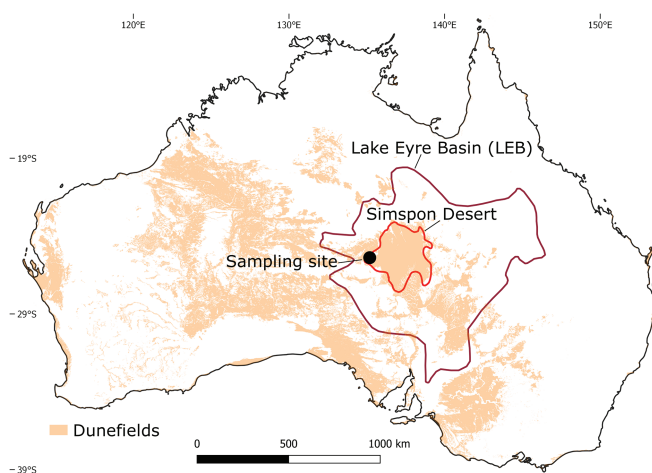 120°E 130°E 140°E 150°E
19°S
Lake Eyre Basin (LEB)
Simspon Desert
Sampling site
29°S
Dunefields
0 500 1000 km
39°S